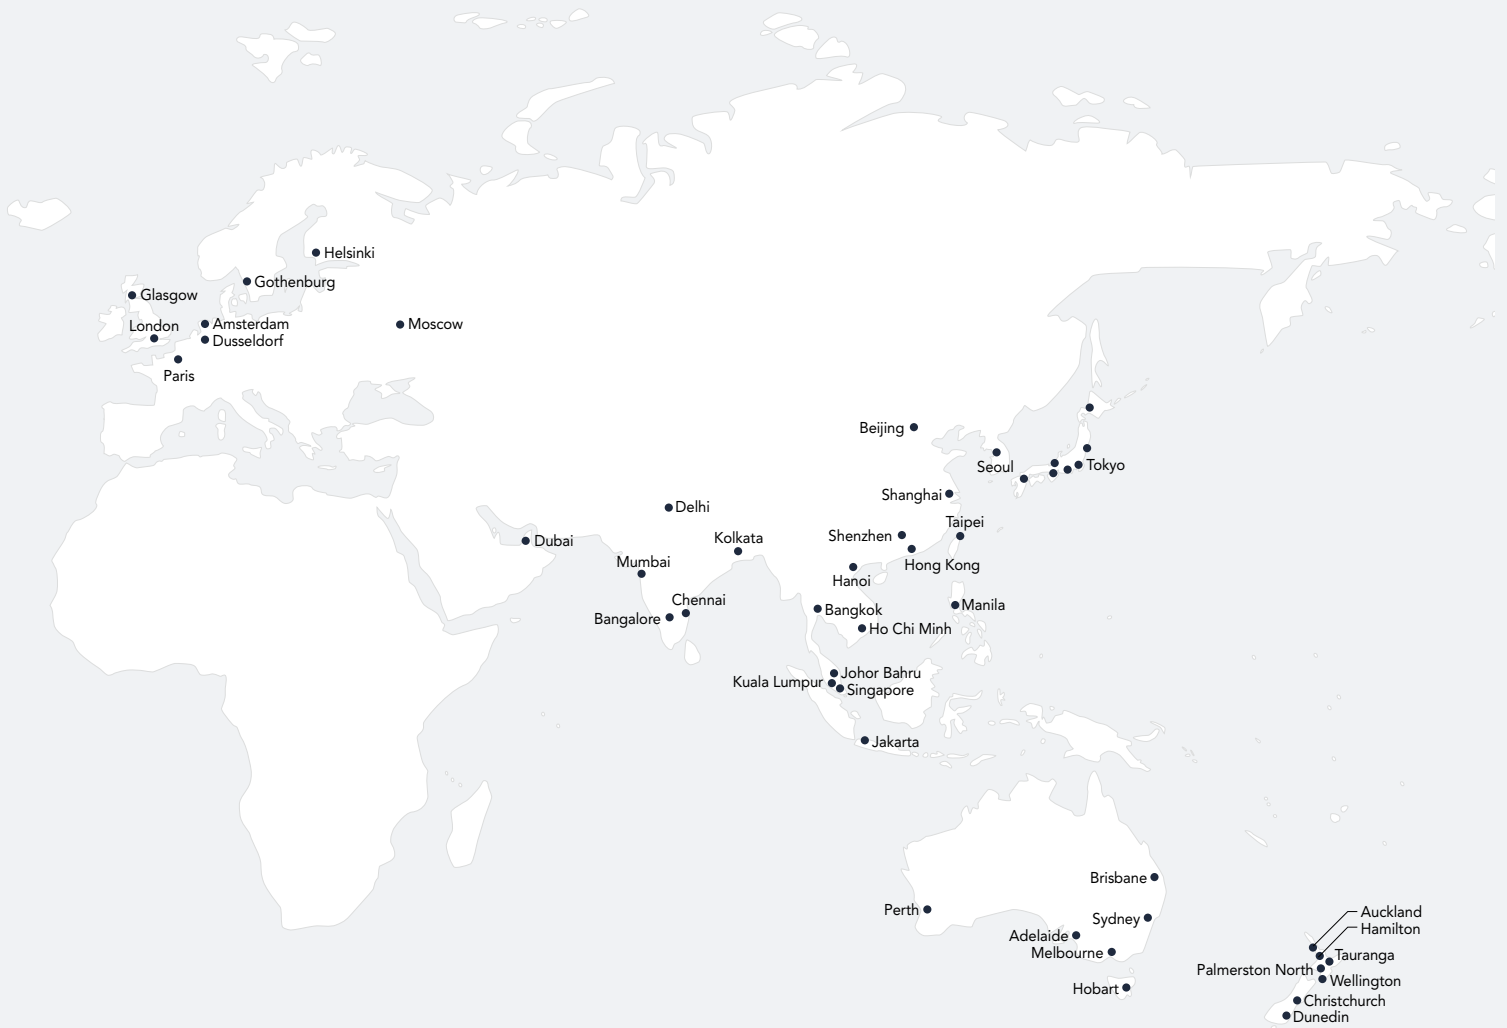 Helsinki
Gothenburg
Glasgow
London
Amsterdam
Moscow
Dusseldorf
Paris
Beijing
Seoul
Tokyo
Shanghai
Delhi
Taipei
Shenzhen
Kolkata
Dubai
Mumbai
Hong Kong
Hanoi
Chennai
Manila
Bangkok
Bangalore
Ho Chi Minh
Johor Bahru
Kuala Lumpur
Singapore
Jakarta
Brisbane
Perth
Auckland
Sydney
Hamilton
Adelaide
Melbourne
Tauranga
Palmerston North
Wellington
Hobart
Christchurch
Dunedin